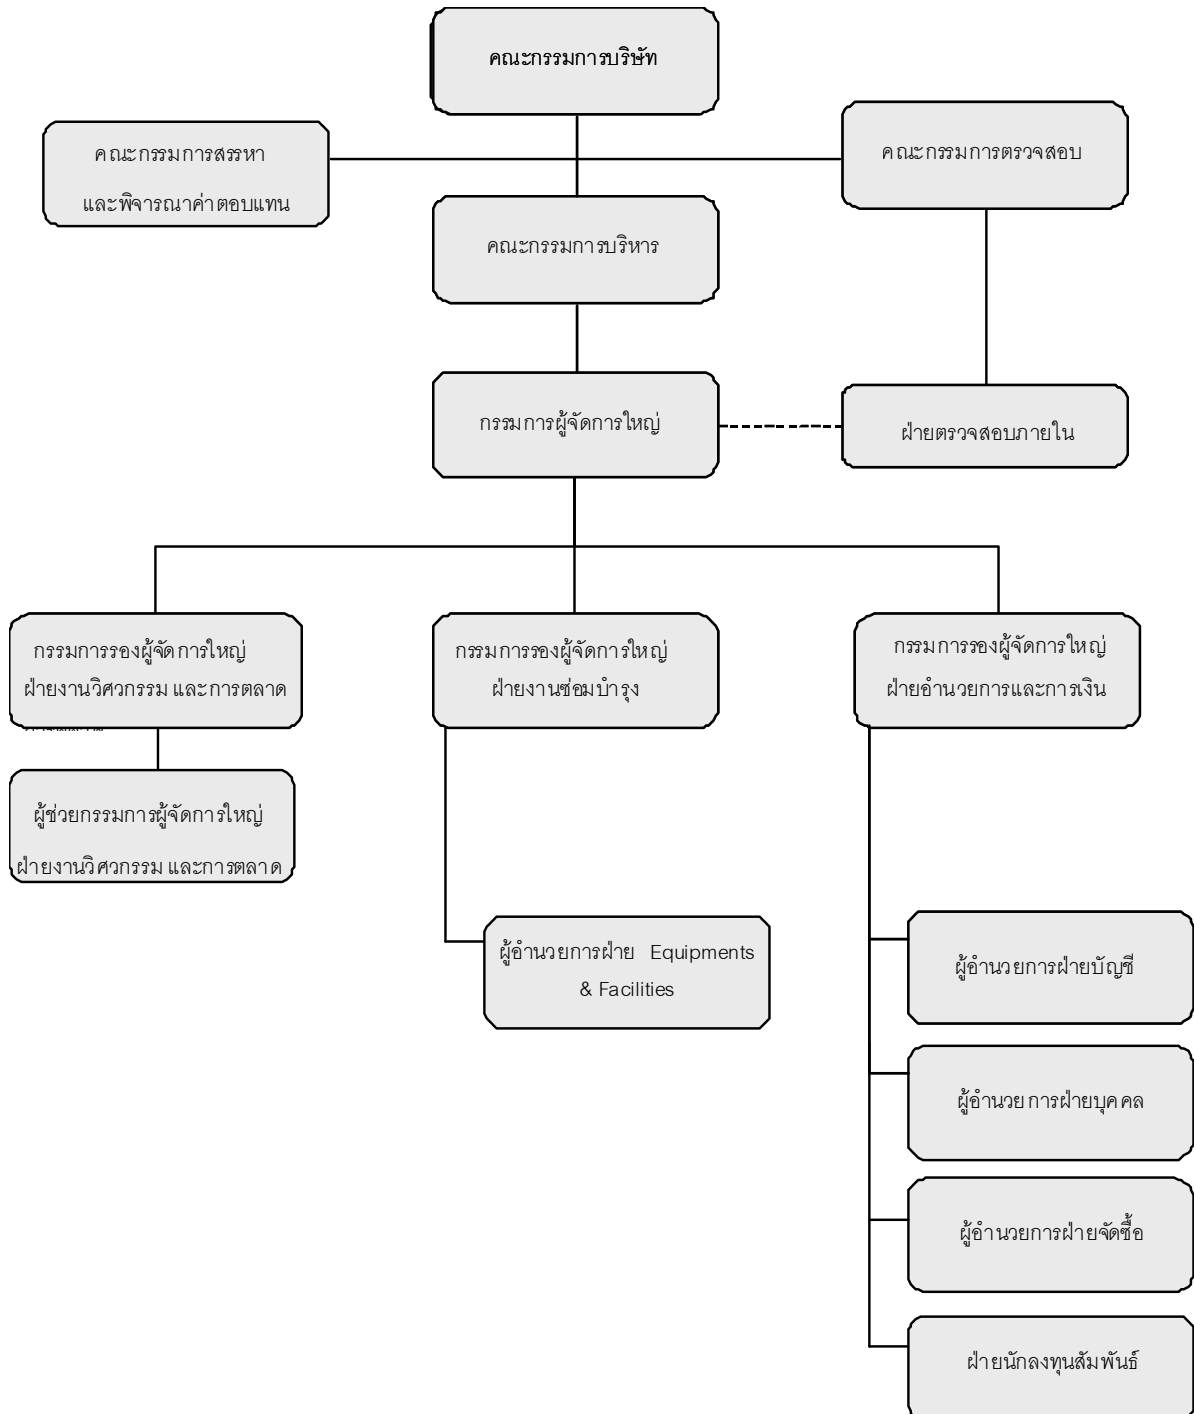 คณะกรรมการบริษัท
คณะกรรมการสรรหา
และพิจารณาค่าตอบแทน
คณะกรรมการตรวจสอบ
คณะกรรมการบริหาร
กรรมการผู้จัดการใหญ่
ฝ่ายตรวจสอบภายใน
กรรมการรองผู้จัดการใหญ่
ฝ่ายงานวิศวกรรม และการตลาด
กรรมการรองผู้จัดการใหญ่
ฝ่ายงานซ่อมบำรุง
กรรมการรองผู้จัดการใหญ่
ฝ่ายอำนวยการและการเงิน
ผู้ช่วยกรรมการผู้จัดการใหญ่
ฝ่ายงานวิศวกรรม และการตลาด
ผู้อำนวยการฝ่าย Equipments
& Facilities
ผู้อำนวยการฝ่ายบัญชี
ผู้อำนวยการฝ่ายบุคคล
ผู้อำนวยการฝ่ายจัดซื้อ
ฝ่ายนักลงทุนสัมพันธ์